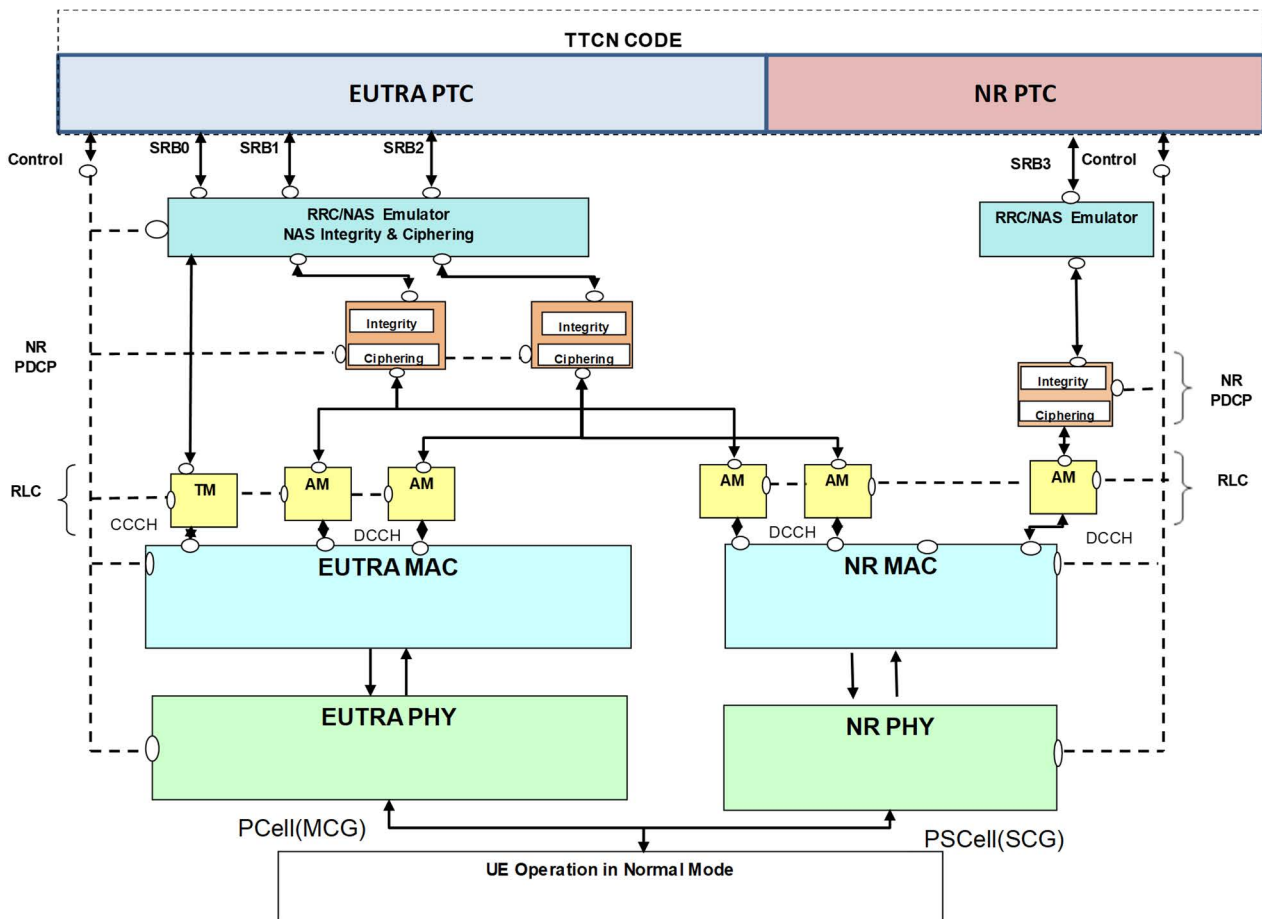 TTCN CODE
EUTRA PTC
NR PTC
Control
SRB0
SRB1
SRB2
SRB3
Control
RRC/NAS Emulator
NAS Integrity & Ciphering
RRC/NAS Emulator
Integrity
Ciphering
Integrity
Ciphering
NR
PDCP
Integrity
Ciphering
NR
PDCP
RLC
TM
AM
AM
AM
AM
AM
RLC
CCCH
DCCH
DCCH
DCCH
EUTRA MAC
NR MAC
EUTRA PHY
NR PHY
PCell(MCG)
PSCell(SCG)
UE Operation in Normal Mode